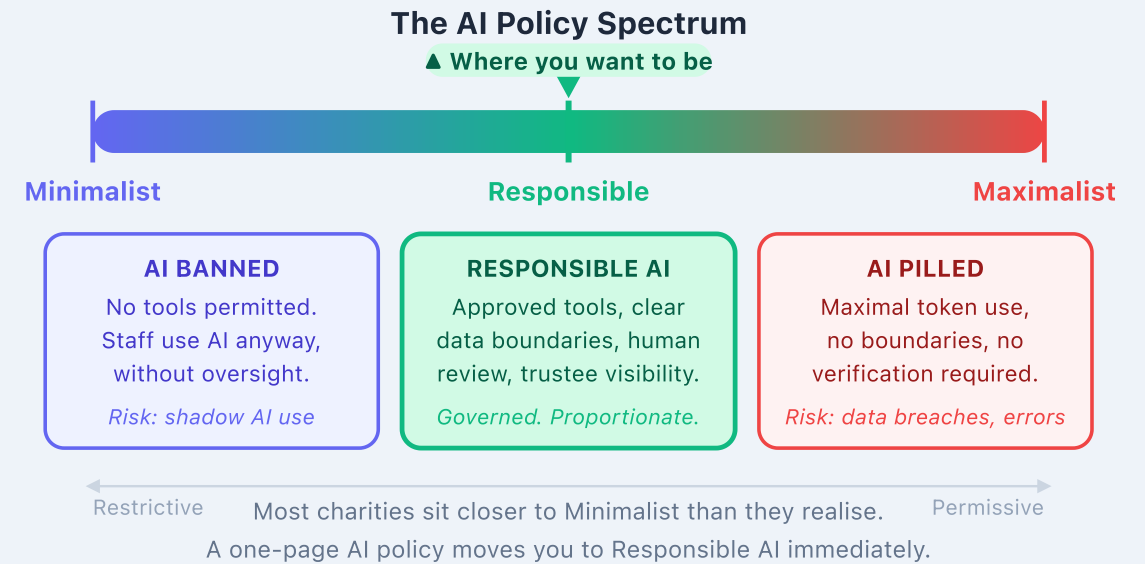 The AI Policy Spectrum
▲ Where you want to be
Minimalist
Responsible
Maximalist
AI BANNED
No tools permitted.
Staff use AI anyway,
without oversight.
Risk: shadow AI use
RESPONSIBLE AI
Approved tools, clear
data boundaries, human
review, trustee visibility.
Governed. Proportionate.
AI PILLED
Maximal token use,
no boundaries, no
verification required.
Risk: data breaches, errors
Restrictive
Most charities sit closer to Minimalist than they realise.
Permissive
A one-page AI policy moves you to Responsible AI immediately.